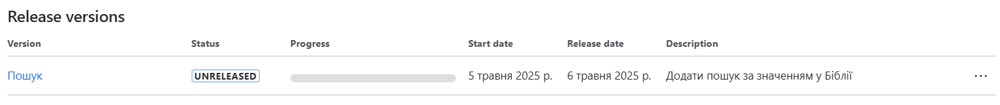 Release versions
Version Status Progress Start date Release date Description
Пошук UNRELEASED 5 травня 2025 р. 6 травня 2025 р. Додати пошук за значенням у Біблії ...